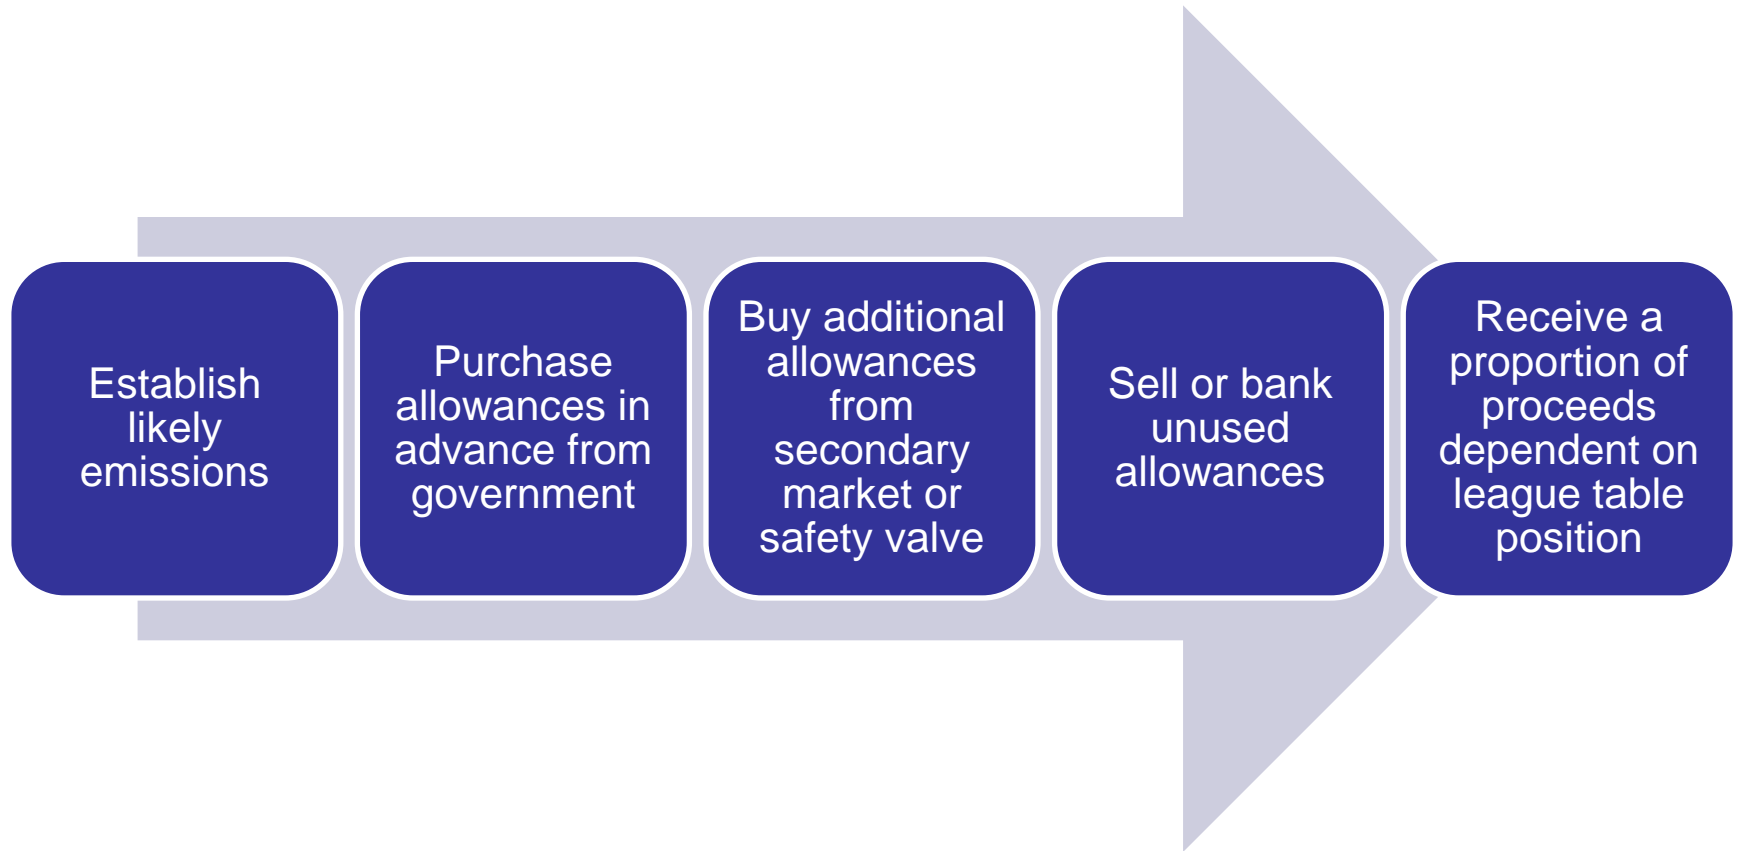 Establish
likely
emissions
Purchase
allowances in
advance from
government
Buy additional
allowances
from
secondary
market or
safety valve
Sell or bank
unused
allowances
Receive a
proportion of
proceeds
dependent on
league table
position